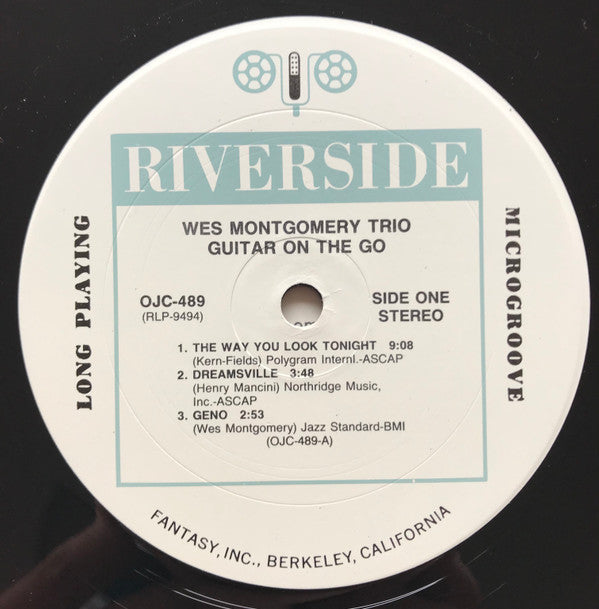 RIVERSIDE
WES MONTGOMERY TRIO
GUITAR ON THE GO
LONG PLAYING
MICROGROOVE
OJC-489
(RLP-9494)
SIDE ONE
STEREO
1. THE WAY YOU LOOK TONIGHT 9:08
(Kern-Fields) Polygram Internl.-ASCAP
2. DREAMSVILLE 3:48
(Henry Mancini) Northridge Music,
Inc.-ASCAP
3. GENO 2:53
(Wes Montgomery) Jazz Standard-BMI
(OJC-489-A)
FANTASY, INC., BERKELEY, CALIFORNIA